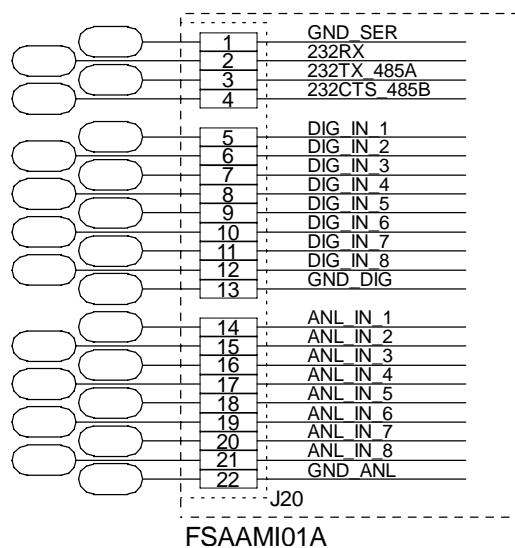 1 GND_SER
2 232RX
3 232TX_485A
4 232CTS_485B
5 DIG_IN_1
6 DIG_IN_2
7 DIG_IN_3
8 DIG_IN_4
9 DIG_IN_5
10 DIG_IN_6
11 DIG_IN_7
12 DIG_IN_8
13 GND_DIG
14 ANL_IN_1
15 ANL_IN_2
16 ANL_IN_3
17 ANL_IN_4
18 ANL_IN_5
19 ANL_IN_6
20 ANL_IN_7
21 ANL_IN_8
22 GND_ANL
J20
FSAAMI01A